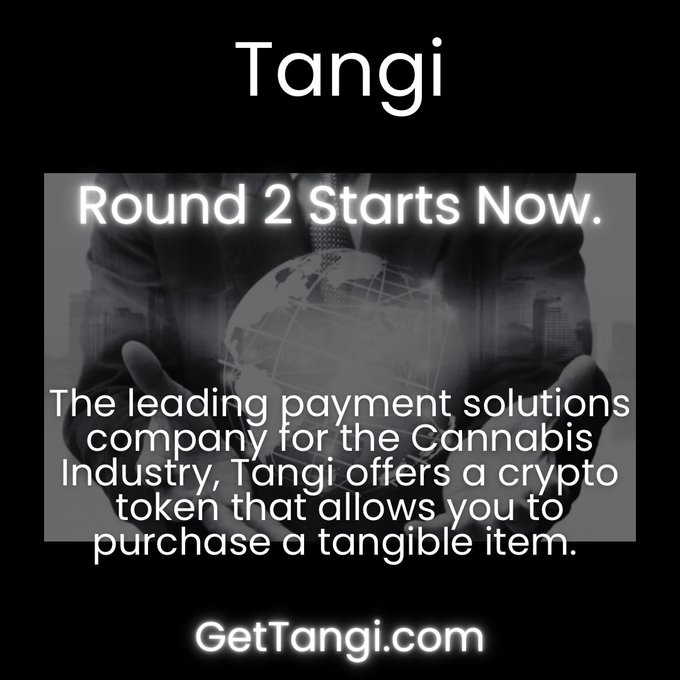 Tangi
Round 2 Starts Now.
The leading payment solutions
company for the Cannabis
Industry, Tangi offers a crypto
token that allows you to
purchase a tangible item.
GetTangi.com